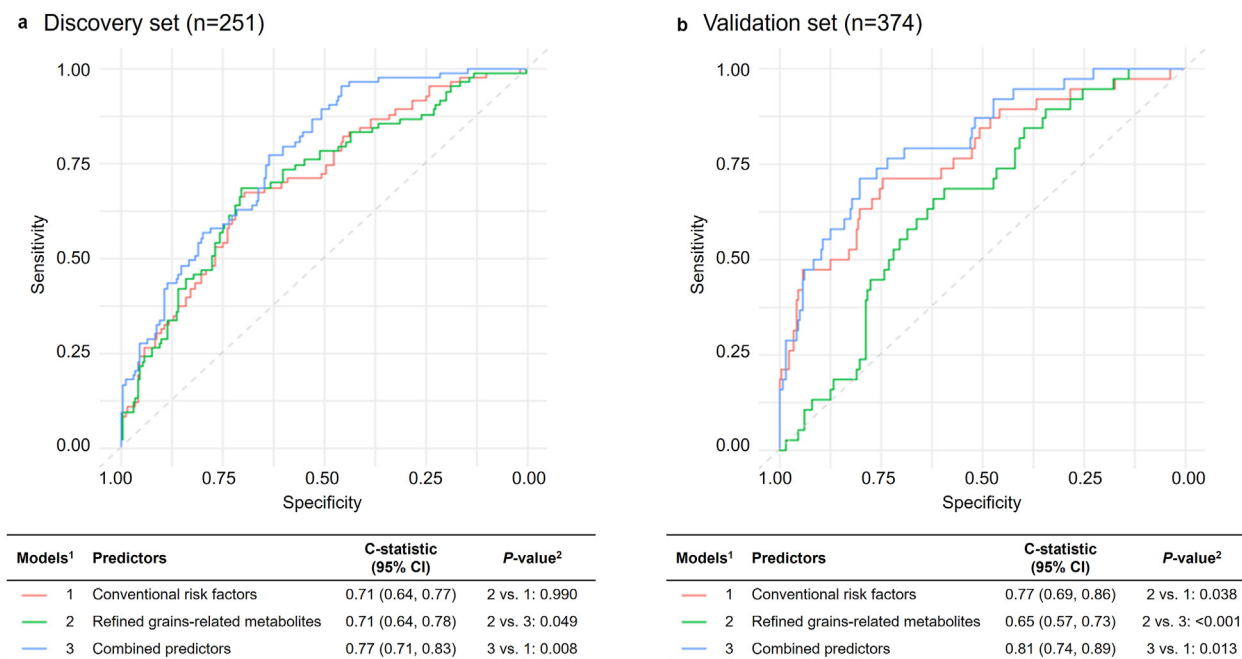 a Discovery set (n=251)
1.00
0.75
0.50
0.25
0.00
Sensitivity
1.00 0.75 0.50 0.25 0.00
Specificity
Models¹ Predictors C-statistic (95% CI) P-value²
1 Conventional risk factors 0.71 (0.64, 0.77) 2 vs. 1: 0.990
2 Refined grains-related metabolites 0.71 (0.64, 0.78) 2 vs. 3: 0.049
3 Combined predictors 0.77 (0.71, 0.83) 3 vs. 1: 0.008
b Validation set (n=374)
1.00
0.75
0.50
0.25
0.00
Sensitivity
1.00 0.75 0.50 0.25 0.00
Specificity
Models¹ Predictors C-statistic (95% CI) P-value²
1 Conventional risk factors 0.77 (0.69, 0.86) 2 vs. 1: 0.038
2 Refined grains-related metabolites 0.65 (0.57, 0.73) 2 vs. 3: <0.001
3 Combined predictors 0.81 (0.74, 0.89) 3 vs. 1: 0.013